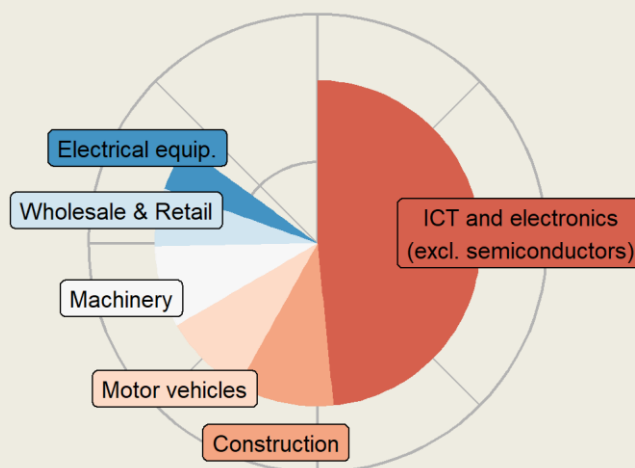 Electrical equip.
Wholesale & Retail
ICT and electronics
(excl. semiconductors)
Machinery
Motor vehicles
Construction